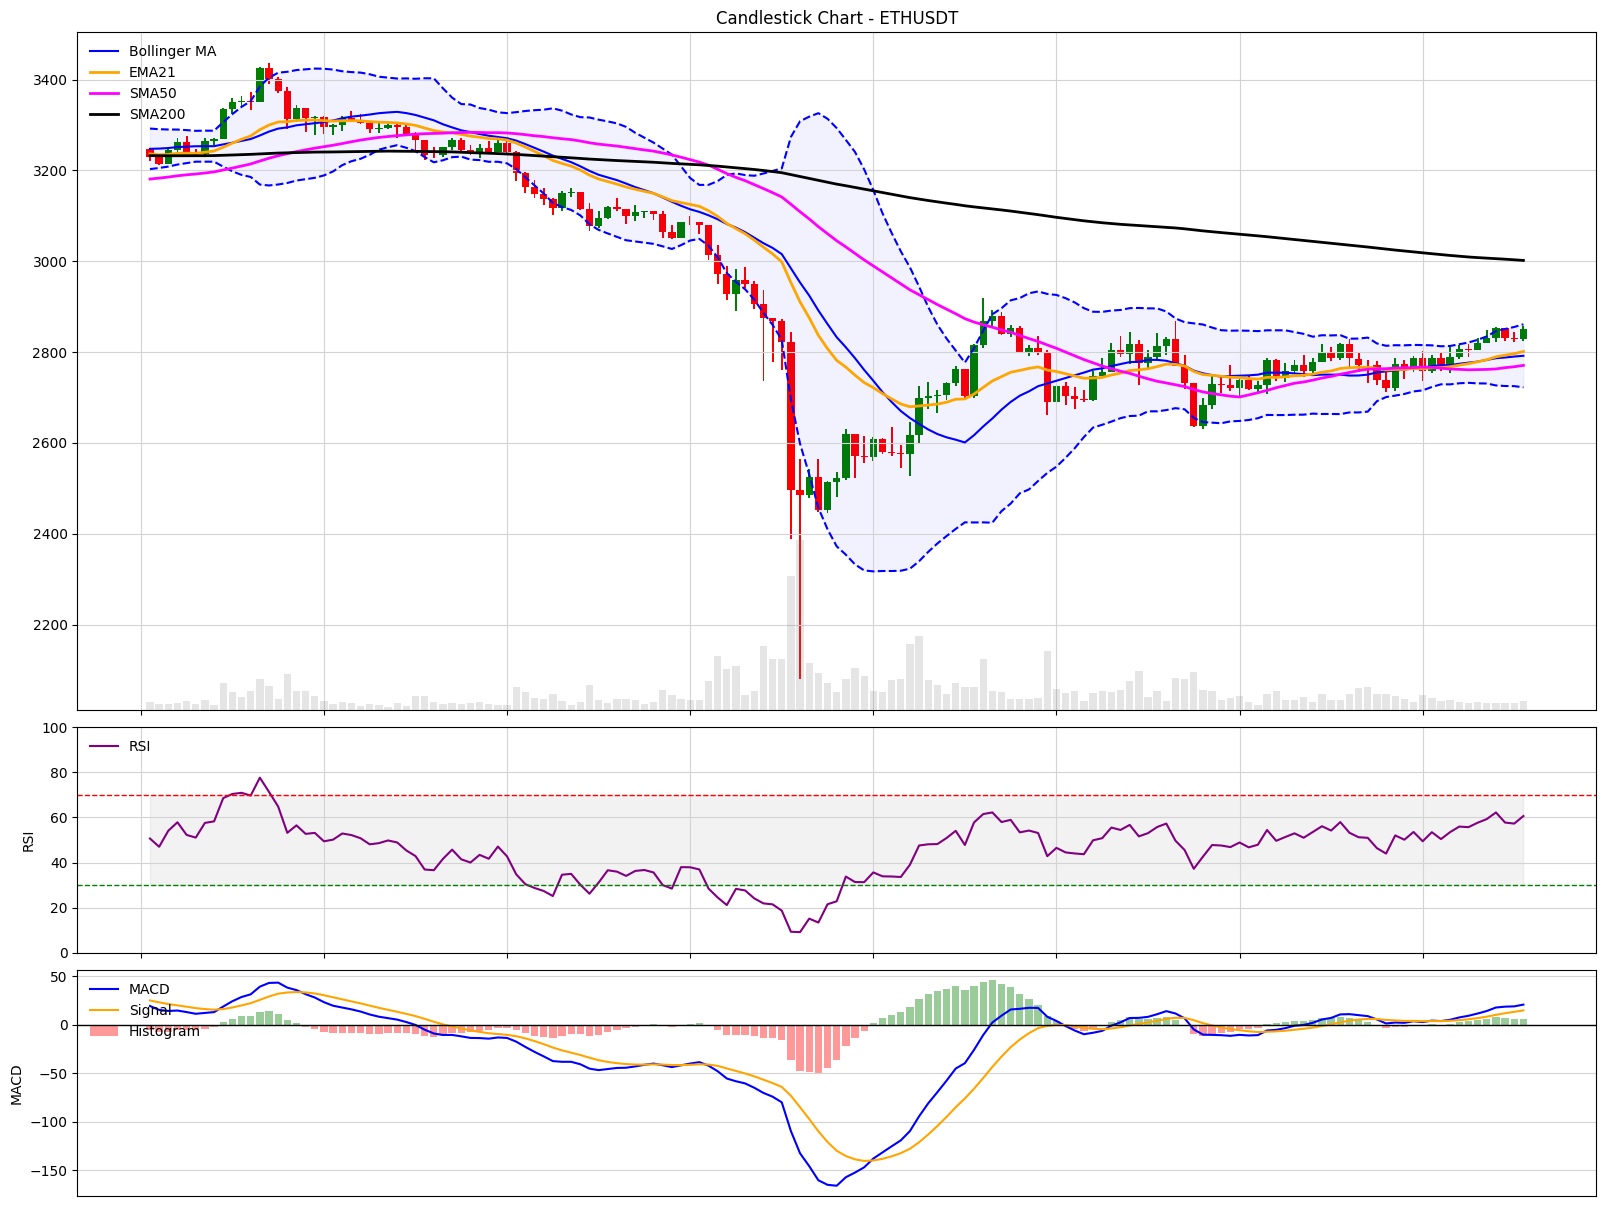 Candlestick Chart - ETHUSDT
Bollinger MA
EMA21
SMA50
SMA200
3400
3200
3000
2800
2600
2400
2200
RSI
RSI
100
80
60
40
20
0
MACD
MACD
Signal
Histogram
50
0
−50
−100
−150